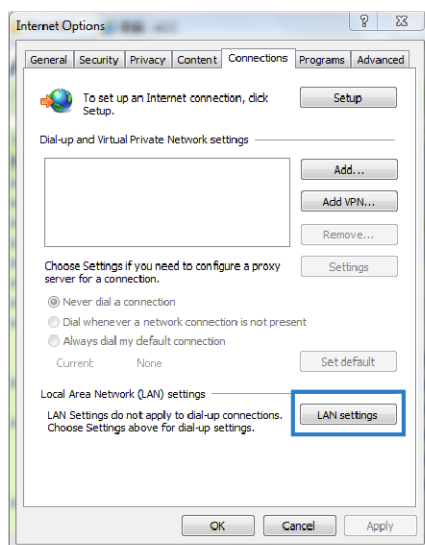 Internet Options
General Security Privacy Content Connections Programs Advanced
To set up an Internet connection, click
Setup.
Setup
Dial-up and Virtual Private Network settings
Add...
Add VPN...
Remove...
Choose Settings if you need to configure a proxy
server for a connection.
Settings
Never dial a connection
Dial whenever a network connection is not present
Always dial my default connection
Current None
Set default
Local Area Network (LAN) settings
LAN Settings do not apply to dial-up connections.
Choose Settings above for dial-up settings.
LAN settings
OK Cancel Apply